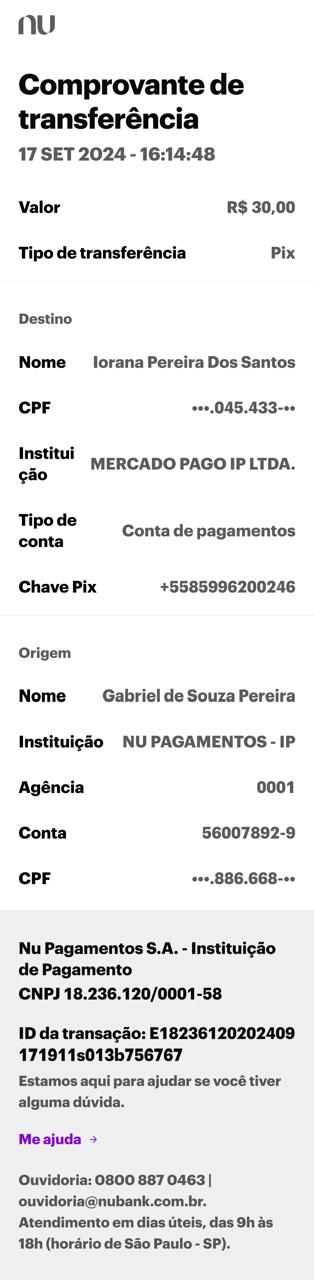 nu
Comprovante de
transferência
17 SET 2024 - 16:14:48
Valor R$ 30,00
Tipo de transferência Pix
Destino
Nome Iorana Pereira Dos Santos
CPF •••.045.433-••
Institui
ção MERCADO PAGO IP LTDA.
Tipo de
conta Conta de pagamentos
Chave Pix +5585996200246
Origem
Nome Gabriel de Souza Pereira
Instituição NU PAGAMENTOS - IP
Agência 0001
Conta 56007892-9
CPF •••.886.668-••
Nu Pagamentos S.A. - Instituição
de Pagamento
CNPJ 18.236.120/0001-58
ID da transação: E18236120202409
171911s013b756767
Estamos aqui para ajudar se você tiver
alguma dúvida.
Me ajuda →
Ouvidoria: 0800 887 0463 |
ouvidoria@nubank.com.br.
Atendimento em dias úteis, das 9h às
18h (horário de São Paulo - SP).